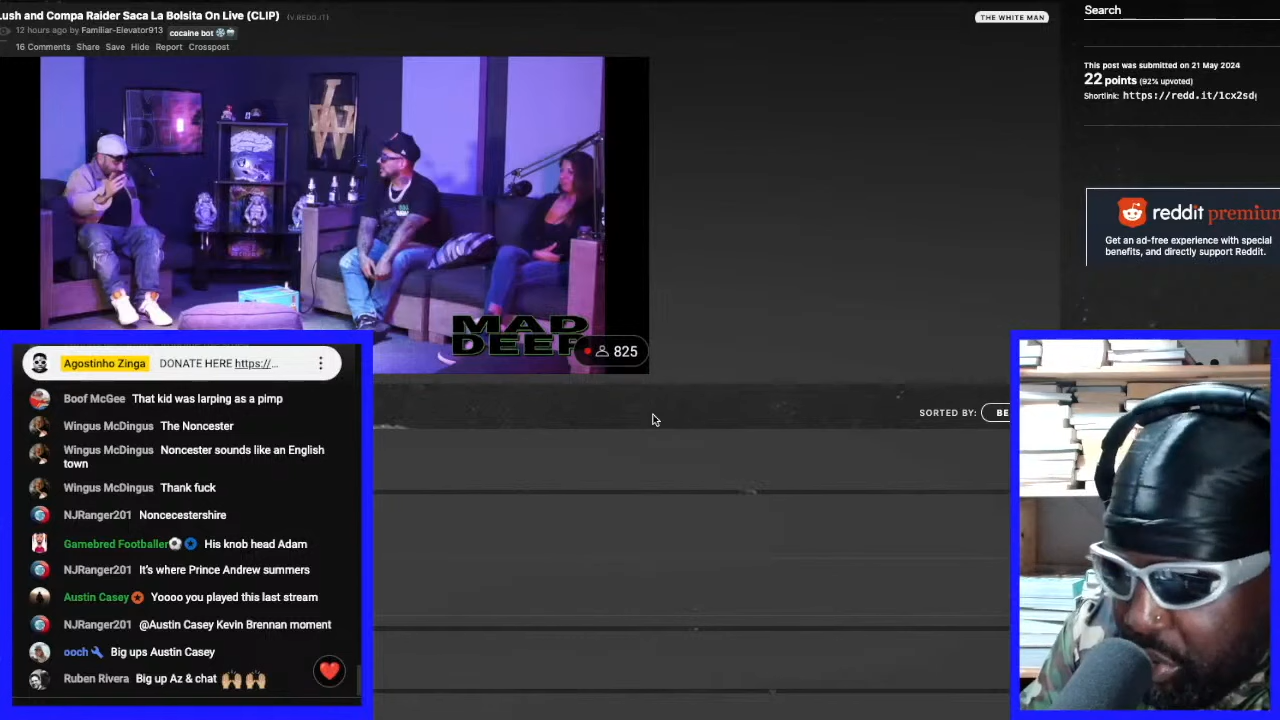 Lush and Compa Raider Saca La Bolsita On Live (CLIP) (V.REDD.IT)
12 hours ago by Familiar-Elevator913 cocaine bot
16 Comments Share Save Hide Report Crosspost
THE WHITE MAN
Search
This post was submitted on 21 May 2024
22 points (92% upvoted)
Shortlink: https://redd.it/1cx2sd
reddit premium
Get an ad-free experience with special
benefits, and directly support Reddit.
MAD
DEEP
825
SORTED BY: BE
Agostinho Zinga DONATE HERE https://...
Boof McGee That kid was larping as a pimp
Wingus McDingus The Noncester
Wingus McDingus Noncester sounds like an English
town
Wingus McDingus Thank fuck
NJRanger201 Noncecestershire
Gamebred Footballer⚽ His knob head Adam
NJRanger201 It's where Prince Andrew summers
Austin Casey Yoooo you played this last stream
NJRanger201 @Austin Casey Kevin Brennan moment
ooch Big ups Austin Casey
Ruben Rivera Big up Az & chat 🙌🏽 🙌🏽